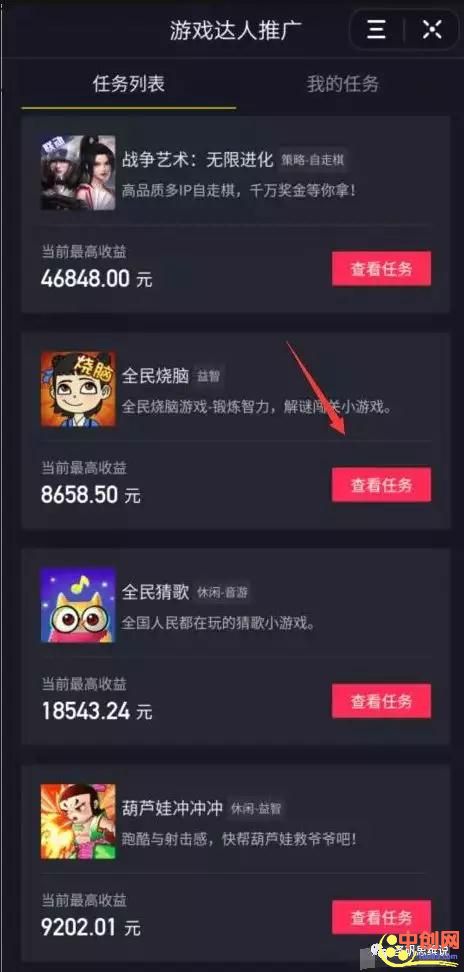 游戏达人推广
任务列表
我的任务
联动
战争艺术：无限进化 策略-自走棋
高品质多IP自走棋，千万奖金等你拿！
当前最高收益
46848.00 元
查看任务
烧脑
全民烧脑 益智
全民烧脑游戏-锻炼智力，解谜闯关小游戏。
当前最高收益
8658.50 元
查看任务
全民猜歌 休闲-音游
全国人民都在玩的猜歌小游戏。
当前最高收益
18543.24 元
查看任务
葫芦娃冲冲冲 休闲-益智
跑酷与射击感，快帮葫芦娃救爷爷吧！
当前最高收益
9202.01 元
查看任务
中创网